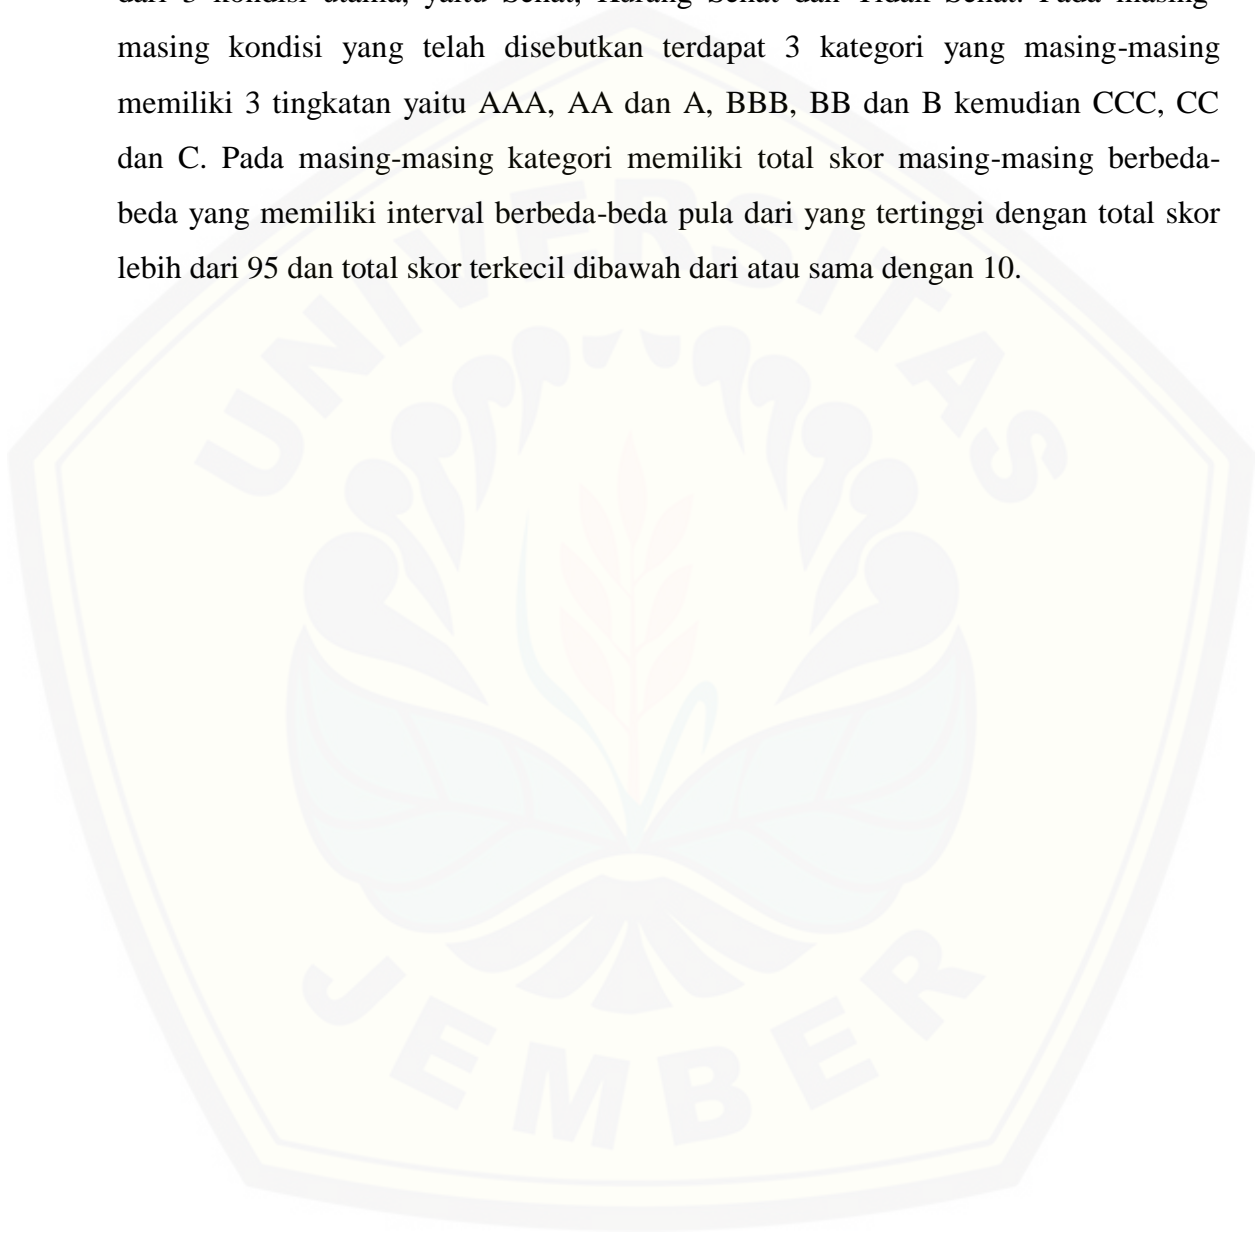 dari 3 kondisi utama, yaitu Sehat, Kurang Sehat dan Tidak Sehat. Pada masing-
masing kondisi yang telah disebutkan terdapat 3 kategori yang masing-masing
memiliki 3 tingkatan yaitu AAA, AA dan A, BBB, BB dan B kemudian CCC, CC
dan C. Pada masing-masing kategori memiliki total skor masing-masing berbeda-
beda yang memiliki interval berbeda-beda pula dari yang tertinggi dengan total skor
lebih dari 95 dan total skor terkecil dibawah dari atau sama dengan 10.
UNIVERSITAS
JEMBER